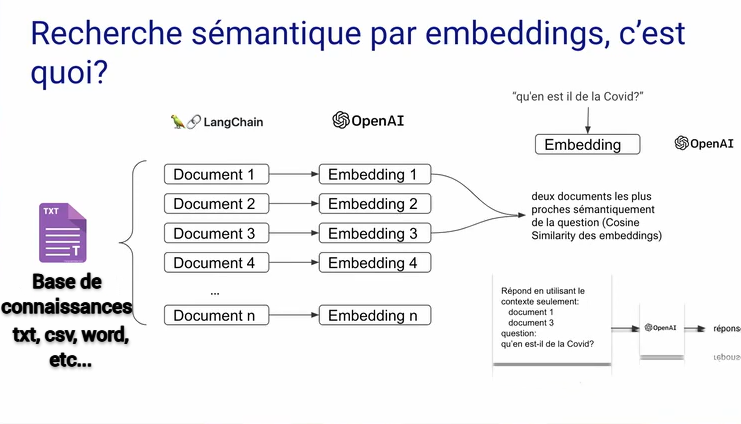 Recherche sémantique par embeddings, c’est
quoi?
“qu'en est il de la Covid?”
LangChain
OpenAI
Embedding
OpenAI
Document 1
Embedding 1
Document 2
Embedding 2
Document 3
Embedding 3
Document 4
Embedding 4
...
Document n
Embedding n
TXT
T
Base de
connaissances
txt, csv, word,
etc...
deux documents les plus
proches sémantiquement
de la question (Cosine
Similarity des embeddings)
Répond en utilisant le
contexte seulement:
document 1
document 3
question:
qu'en est-il de la Covid?
OpenAI